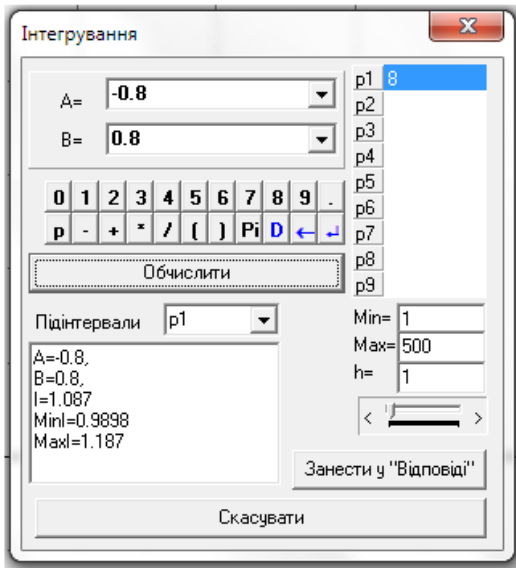 Інтегрування
A= -0.8
B= 0.8
0 1 2 3 4 5 6 7 8 9 .
p - + * / ( ) Pi D ← ↵
Обчислити
Підінтервали p1
A=-0.8,
B=0.8,
I=1.087
MinI=0.9898
MaxI=1.187
p1 8
p2
p3
p4
p5
p6
p7
p8
p9
Min= 1
Max= 500
h= 1
< >
Занести у "Відповіді"
Скасувати